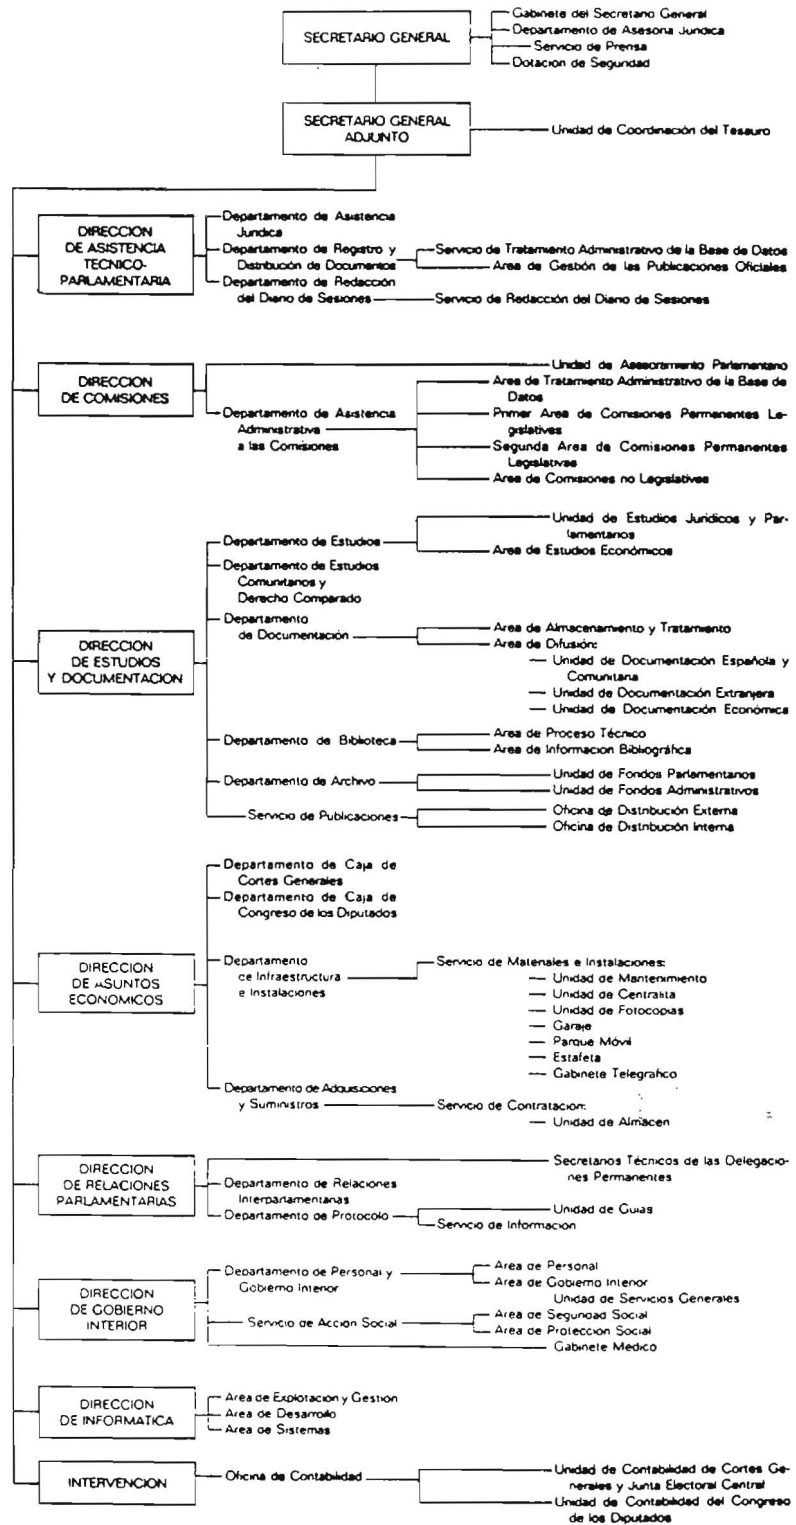 SECRETARIO GENERAL
Gabinete del Secretario General
Departamento de Asesoria Jundica
Servicio de Prensa
Dotación de Seguridad
SECRETARIO GENERAL
ADJUNTO
Unidad de Coordinación del Tesauro
DIRECCION
DE ASISTENCIA
TECNICO-
PARLAMENTARIA
Departamento de Asistencia
Jundica
Departamento de Registro y
Distribución de Documentos
Departamento de Redacción
del Diario de Sesiones
Servicio de Tratamiento Administrativo de la Base de Datos
Area de Gestión de las Publicaciones Oficiales
Servicio de Redacción del Diario de Sesiones
DIRECCION
DE COMISIONES
Unidad de Asesoramiento Parlamentario
Departamento de Asistencia
Administrativa
a las Comisiones
Area de Tratamiento Administrativo de la Base de
Datos
Primer Area de Comisiones Permanentes Le-
gislativas
Segunda Area de Comisiones Permanentes
Legislativas
Area de Comisiones no Legislativas
DIRECCION
DE ESTUDIOS
Y DOCUMENTACION
Departamento de Estudios
Unidad de Estudios Jurídicos y Par-
lamentarios
Area de Estudios Económicos
Departamento de Estudios
Comunitarios y
Derecho Comparado
Departamento
de Documentación
Area de Almacenamiento y Tratamiento
Area de Difusión:
— Unidad de Documentación Española y
Comunitaria
— Unidad de Documentación Extranjera
— Unidad de Documentación Económica
Departamento de Biblioteca
Area de Proceso Técnico
Area de Informacion Bibliográfica
Departamento de Archivo
Unidad de Fondos Parlamentarios
Unidad de Fondos Administrativos
Servicio de Publicaciones
Oficina de Distribución Externa
Oficina de Distribución Interna
DIRECCION
DE ASUNTOS
ECONOMICOS
Departamento de Caja de
Cortes Generales
Departamento de Caja de
Congreso de los Diputados
Departamento
de Infraestructura
e Instalaciones
Servicio de Materiales e Instalaciones:
— Unidad de Mantenimiento
— Unidad de Centralita
— Unidad de Fotocopias
— Garaje
— Parque Móvil
— Estafeta
— Gabinete Telegrafico
Departamento de Adquisiciones
y Suministros
Servicio de Contratacion:
— Unidad de Almacen
DIRECCION
DE RELACIONES
PARLAMENTARIAS
Secretarios Técnicos de las Delegacio-
nes Permanentes
Departamento de Relaciones
Interparlamentarias
Departamento de Protocolo
Unidad de Guias
Servicio de Información
DIRECCION
DE GOBIERNO
INTERIOR
Departamento de Personal y
Gobierno Interior
Area de Personal
Area de Gobierno Interior
Unidad de Servicios Generales
Servicio de Acción Social
Area de Seguridad Social
Area de Protección Social
Gabinete Medico
DIRECCION
DE INFORMATICA
Area de Explotacion y Gestion
Area de Desarrollo
Area de Sistemas
INTERVENCION
Oficina de Contabilidad
Unidad de Contabilidad de Cortes Ge-
nerales y Junta Electoral Central
Unidad de Contabilidad del Congreso
de los Diputados